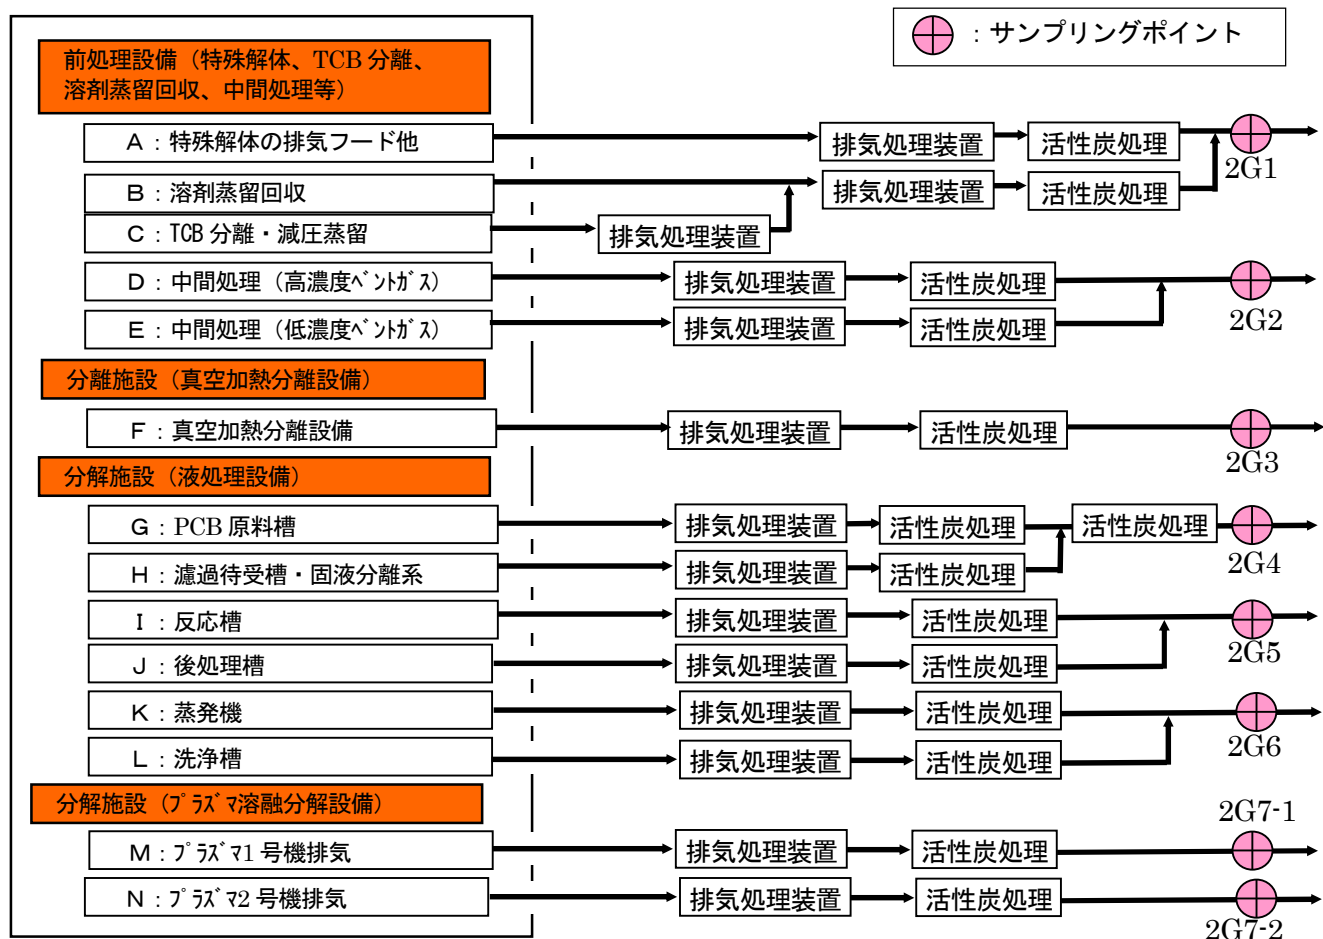 ：サンプリングポイント
前処理設備（特殊解体、TCB 分離、
溶剤蒸留回収、中間処理等）
A：特殊解体の排気フード他
排気処理装置
活性炭処理
2G1
B：溶剤蒸留回収
排気処理装置
活性炭処理
C：TCB 分離・減圧蒸留
排気処理装置
D：中間処理（高濃度ﾍﾞﾝﾄｶﾞｽ）
排気処理装置
活性炭処理
2G2
E：中間処理（低濃度ﾍﾞﾝﾄｶﾞｽ）
排気処理装置
活性炭処理
分離施設（真空加熱分離設備）
F：真空加熱分離設備
排気処理装置
活性炭処理
2G3
分解施設（液処理設備）
G：PCB 原料槽
排気処理装置
活性炭処理
活性炭処理
2G4
H：濾過待受槽・固液分離系
排気処理装置
活性炭処理
I：反応槽
排気処理装置
活性炭処理
2G5
J：後処理槽
排気処理装置
活性炭処理
K：蒸発機
排気処理装置
活性炭処理
2G6
L：洗浄槽
排気処理装置
活性炭処理
分解施設（ﾌﾟﾗｽﾞﾏ溶融分解設備）
2G7-1
M：ﾌﾟﾗｽﾞﾏ1 号機排気
排気処理装置
活性炭処理
N：ﾌﾟﾗｽﾞﾏ2 号機排気
排気処理装置
活性炭処理
2G7-2